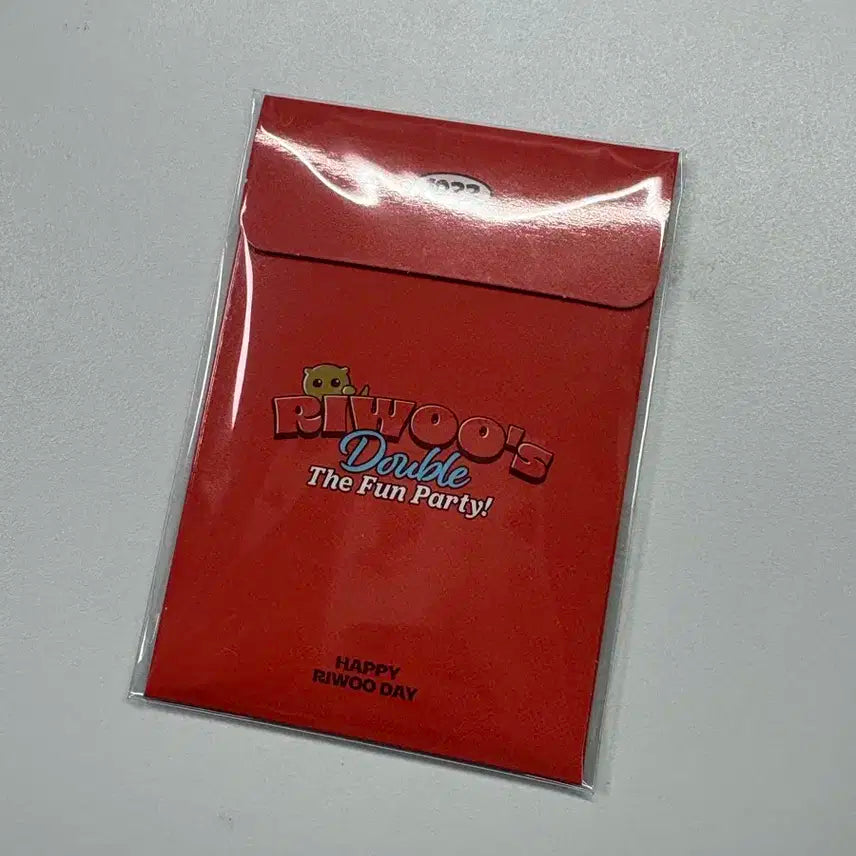 RIWOO's
Double
The Fun Party!
HAPPY
RIWOO DAY